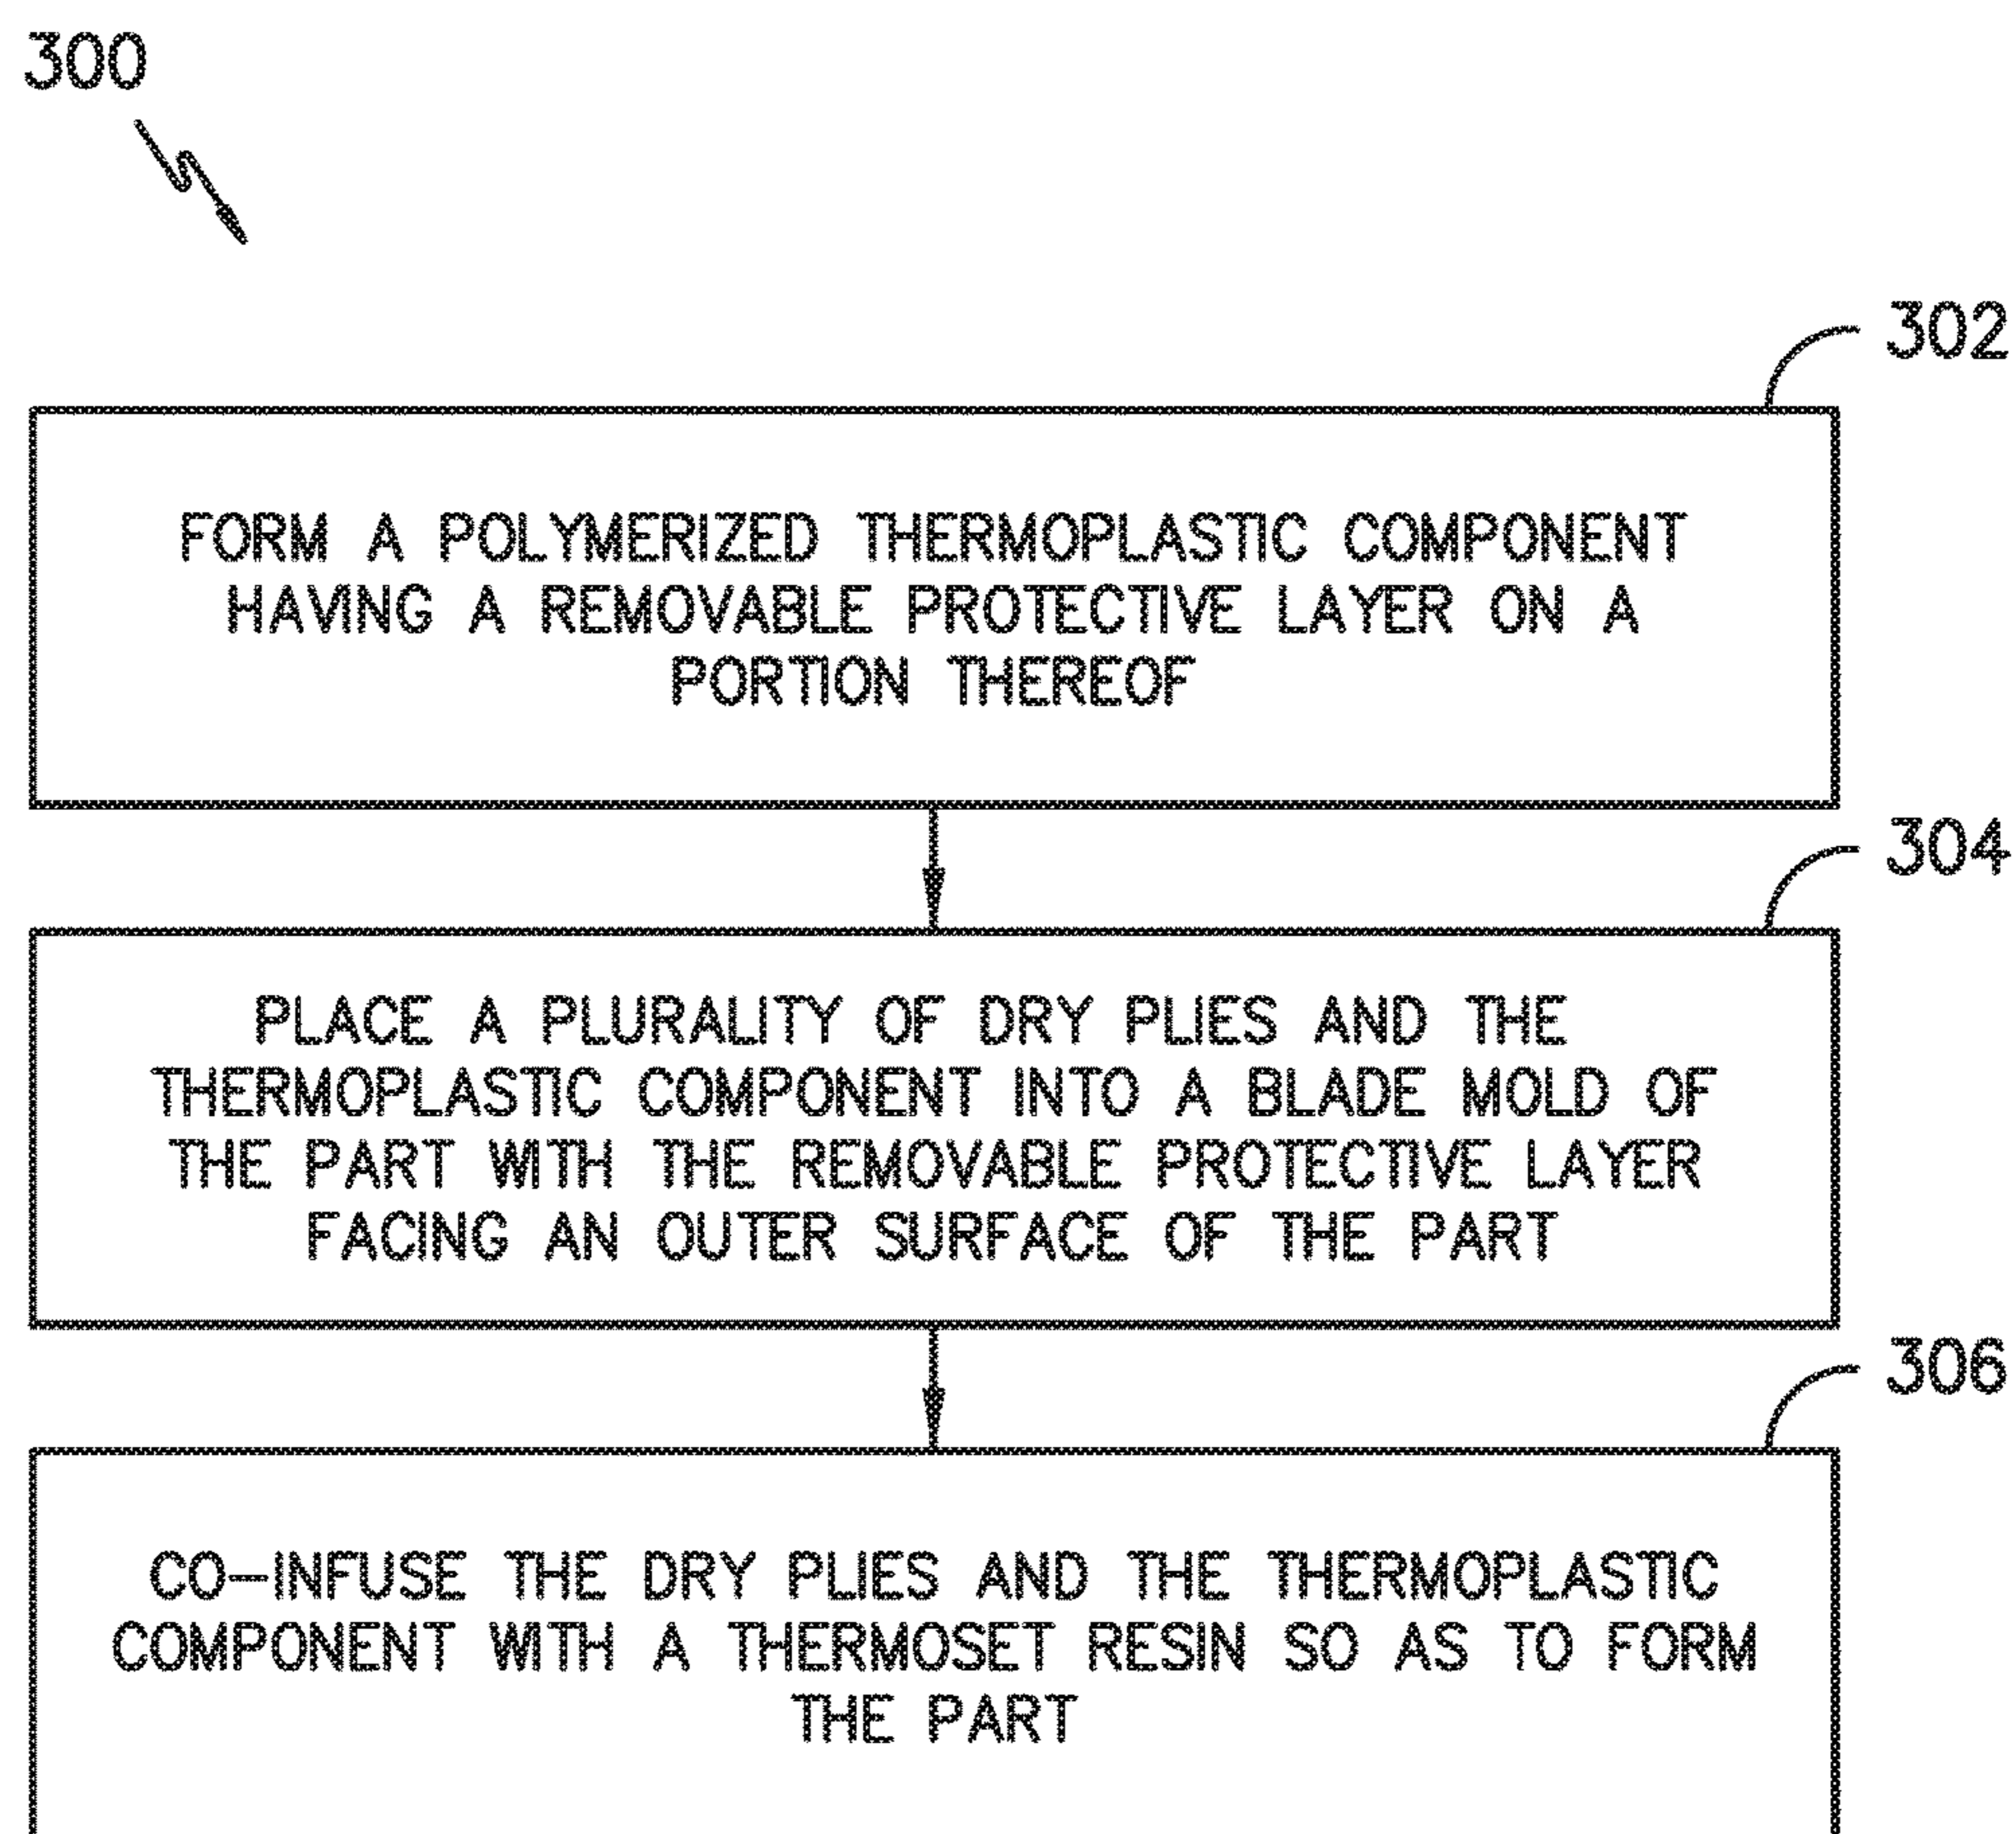 300
302
FORM A POLYMERIZED THERMOPLASTIC COMPONENT
HAVING A REMOVABLE PROTECTIVE LAYER ON A
PORTION THEREOF
304
PLACE A PLURALITY OF DRY PLIES AND THE
THERMOPLASTIC COMPONENT INTO A BLADE MOLD OF
THE PART WITH THE REMOVABLE PROTECTIVE LAYER
FACING AN OUTER SURFACE OF THE PART
306
CO-INFUSE THE DRY PLIES AND THE THERMOPLASTIC
COMPONENT WITH A THERMOSET RESIN SO AS TO FORM
THE PART